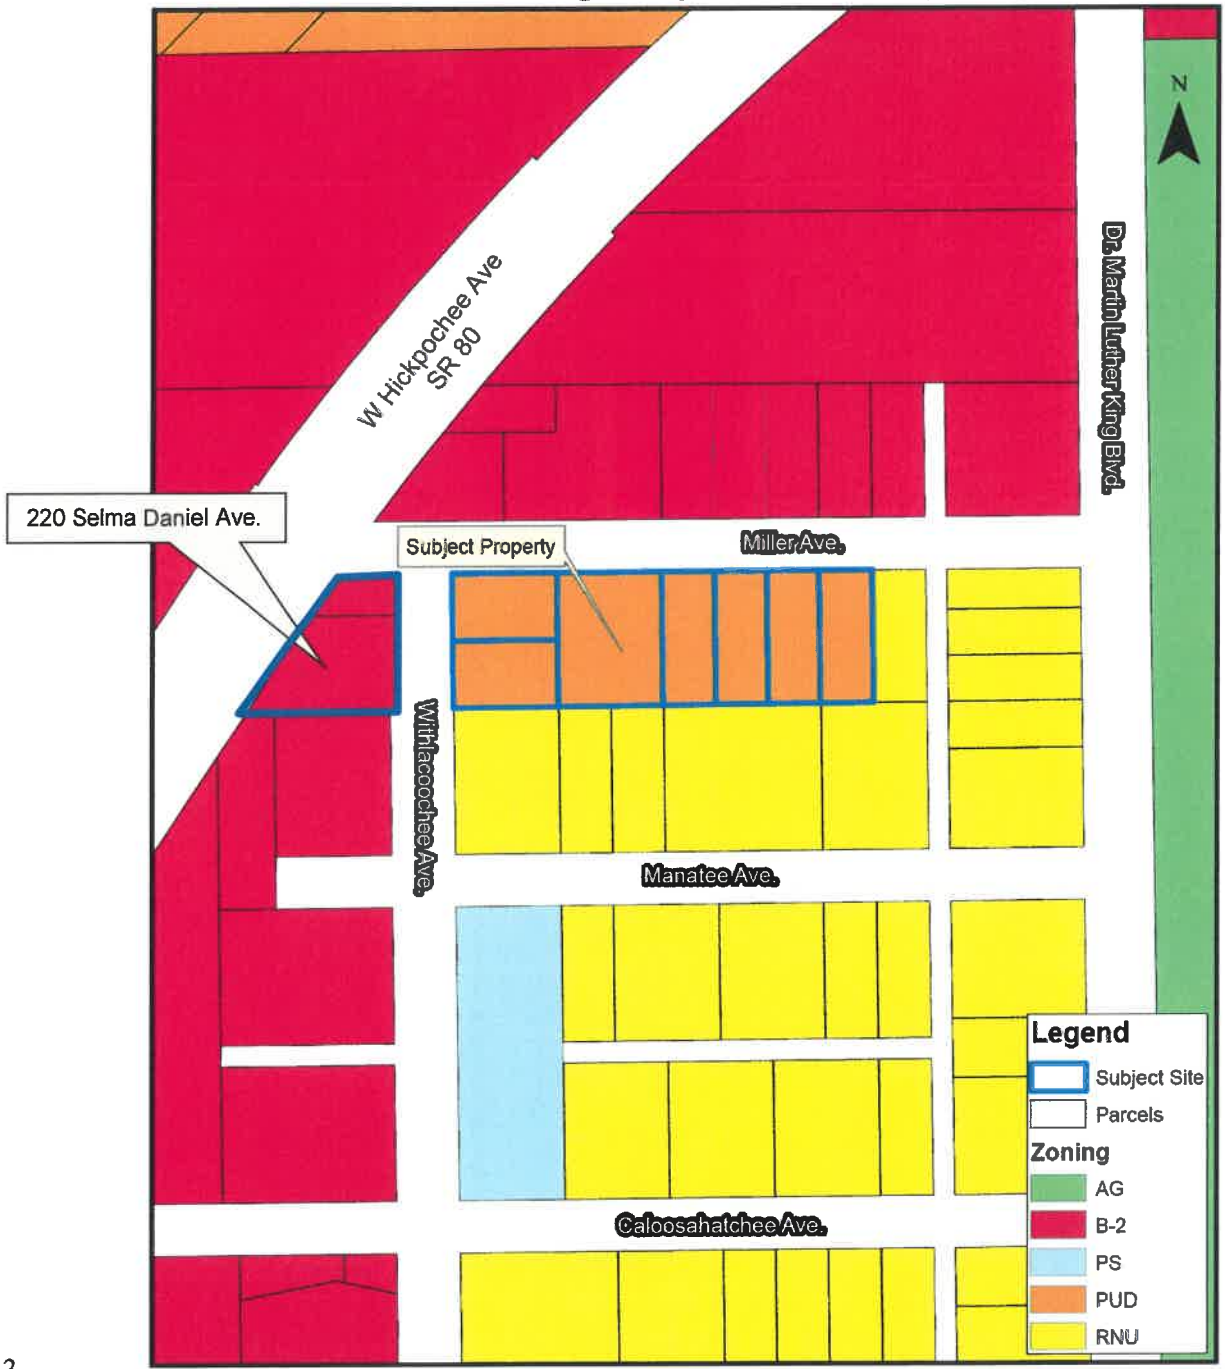 N
Dr. Martin Luther King Blvd.
W Hickpochee Ave
SR 80
220 Selma Daniel Ave.
Miller Ave.
Subject Property
Withlacoochee Ave.
Manatee Ave.
Legend
Subject Site
Parcels
Zoning
AG
B-2
PS
PUD
RNU
Caloosahatchee Ave.